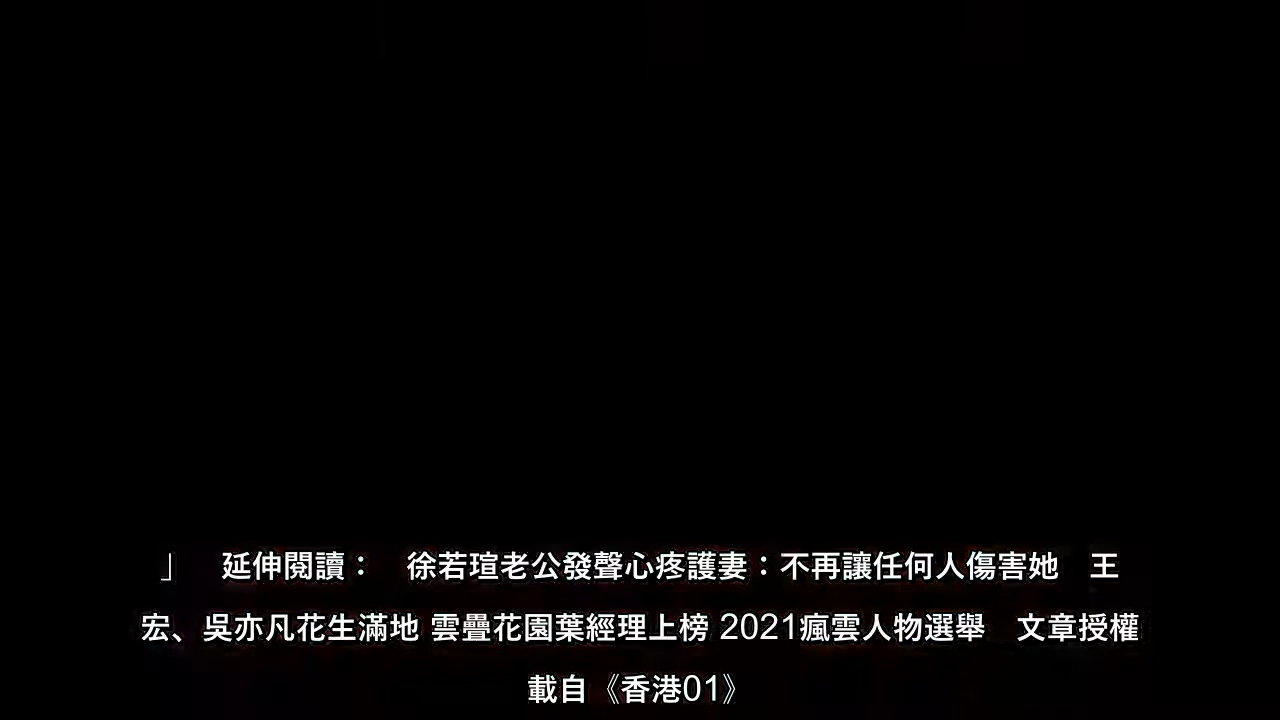 」　延伸閱讀：　徐若瑄老公發聲心疼護妻：不再讓任何人傷害她　王
宏、吳亦凡花生滿地 雲疊花園葉經理上榜 2021瘋雲人物選舉　文章授權
載自《香港01》